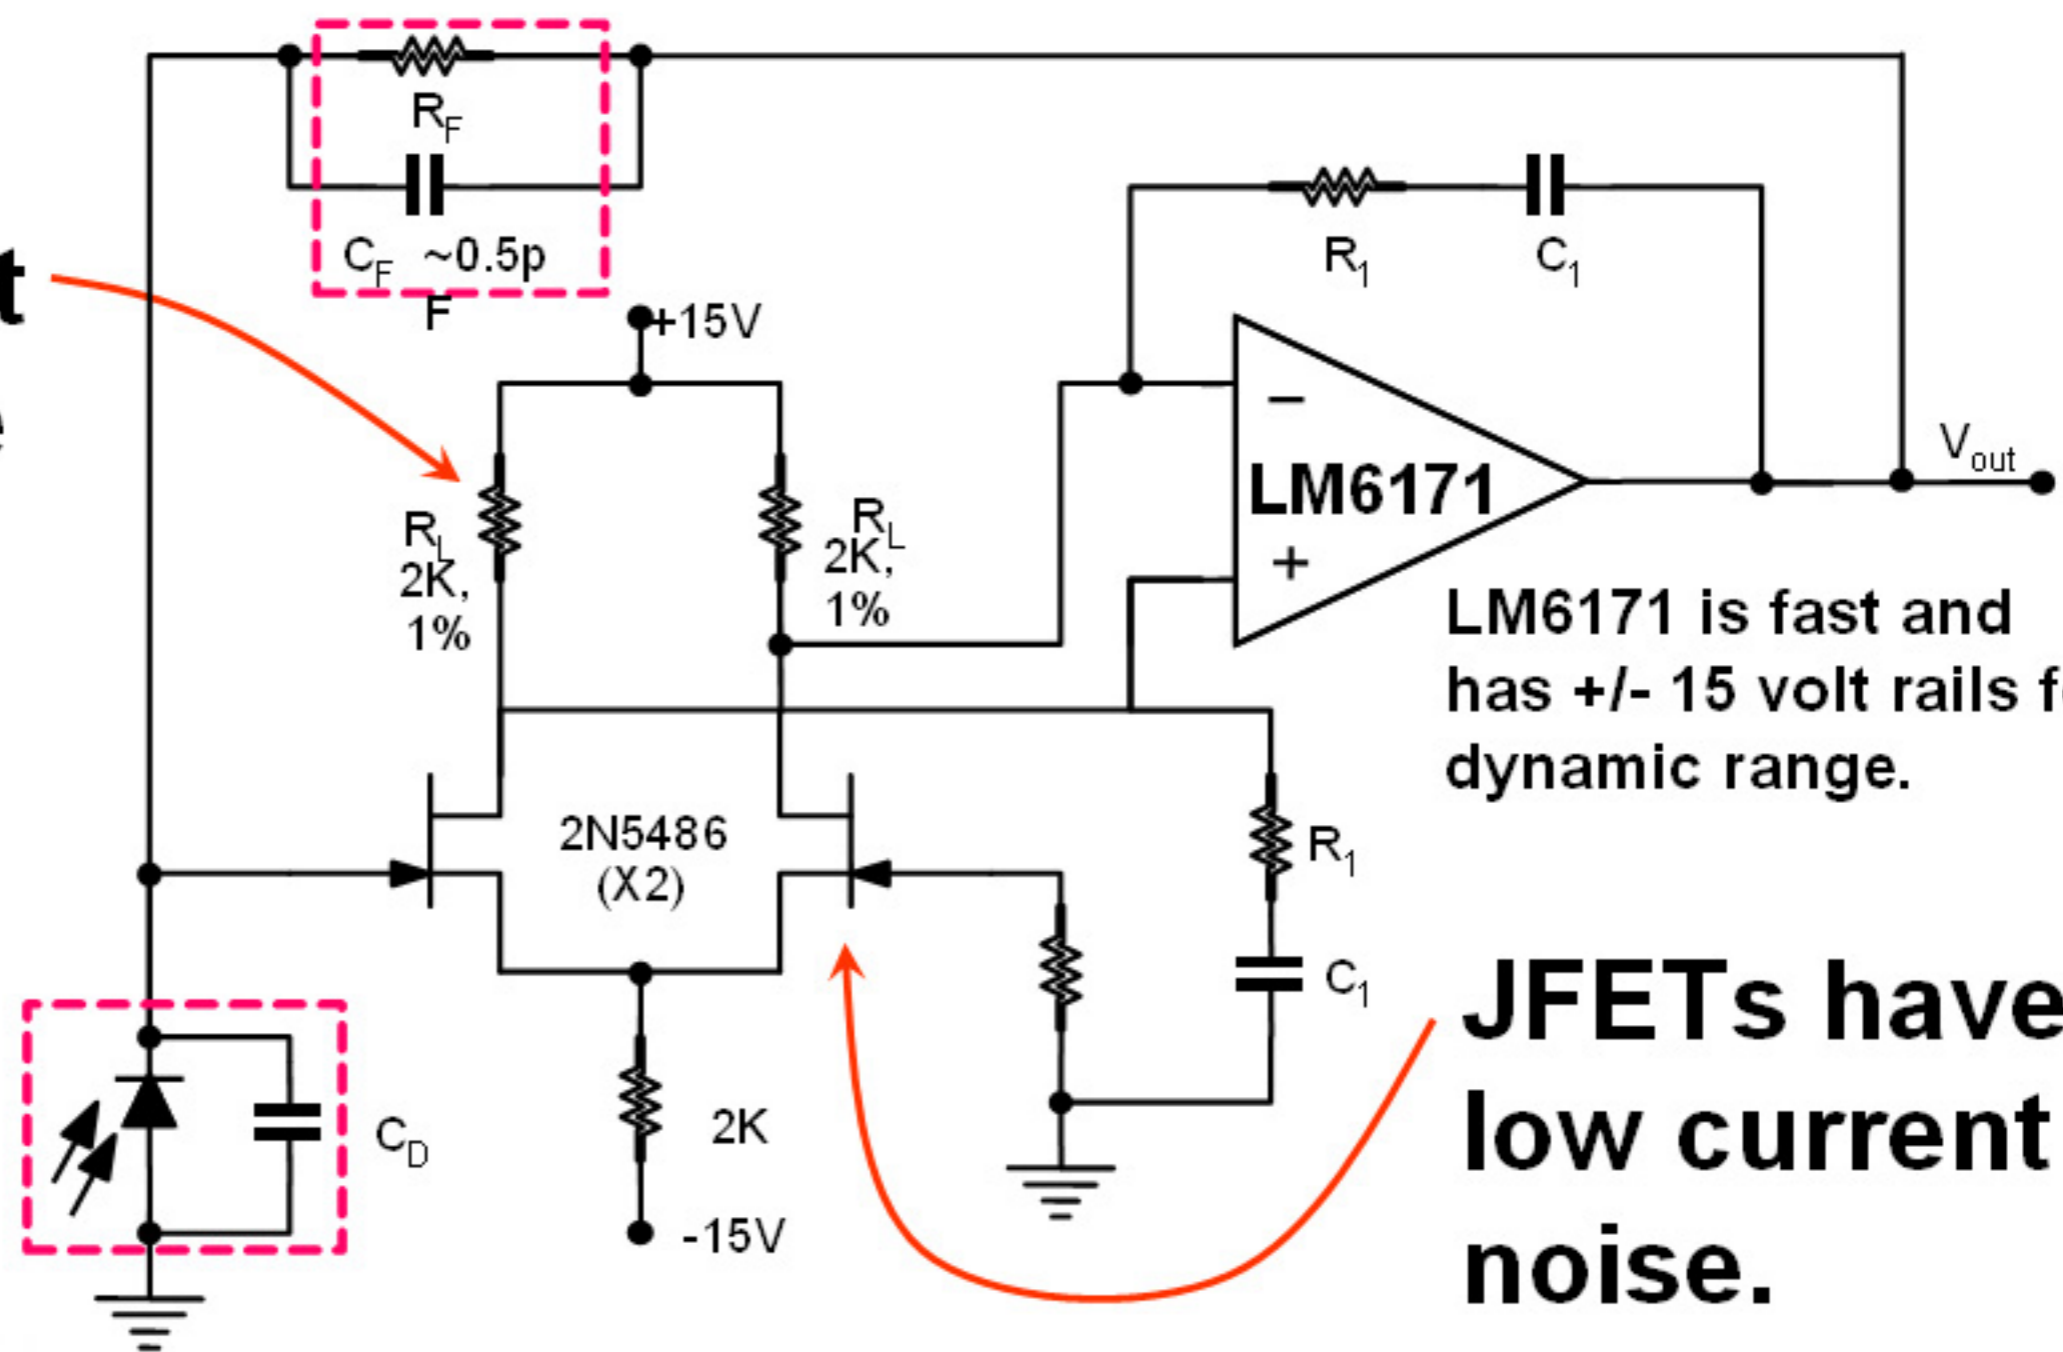 R_F
C_F ~0.5p
F
t
+15V
e
R_1
C_1
−
LM6171
+
V_out
R_L
2K,
1%
R_L
2K,
1%
LM6171 is fast and
has +/- 15 volt rails f
dynamic range.
2N5486
(X2)
R_1
C_1
JFETs have
low current
noise.
C_D
2K
-15V